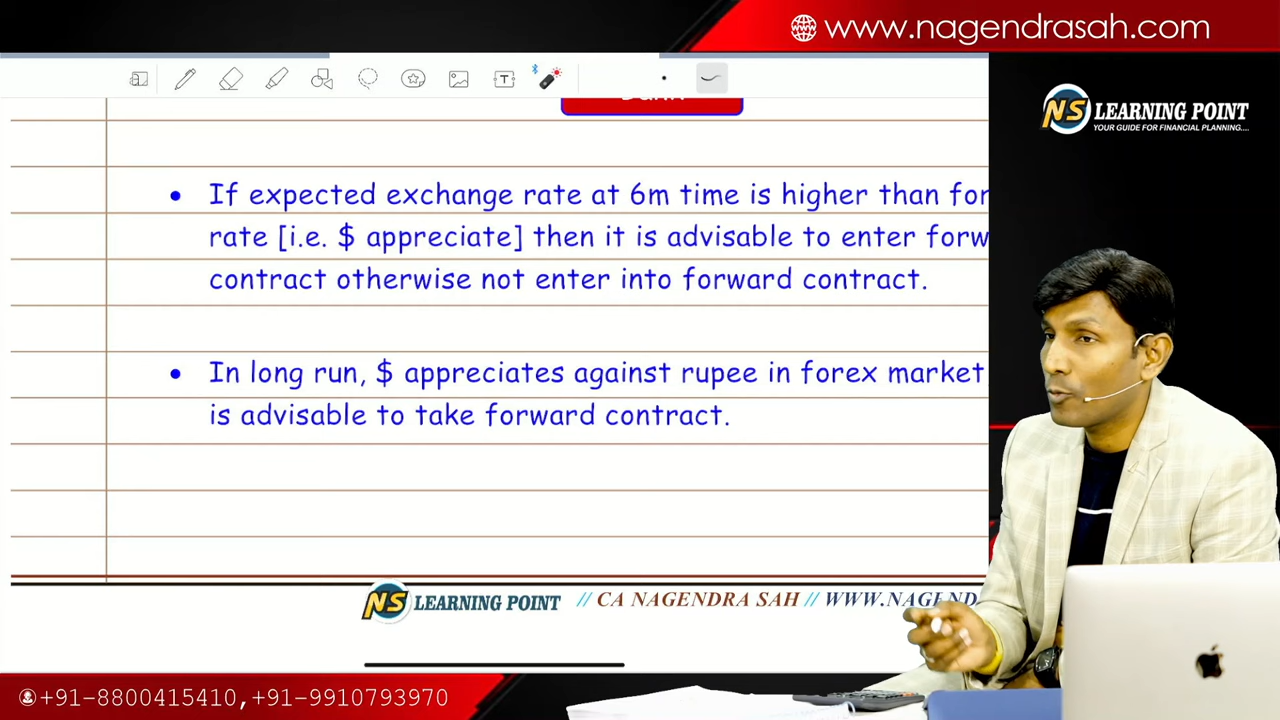 www.nagendrasah.com
NS LEARNING POINT
YOUR GUIDE FOR FINANCIAL PLANNING....
T
• If expected exchange rate at 6m time is higher than for
rate [i.e. $ appreciate] then it is advisable to enter forw
contract otherwise not enter into forward contract.
• In long run, $ appreciates against rupee in forex market
is advisable to take forward contract.
NS LEARNING POINT // CA NAGENDRA SAH // WWW.NAGEND
+91-8800415410,+91-9910793970